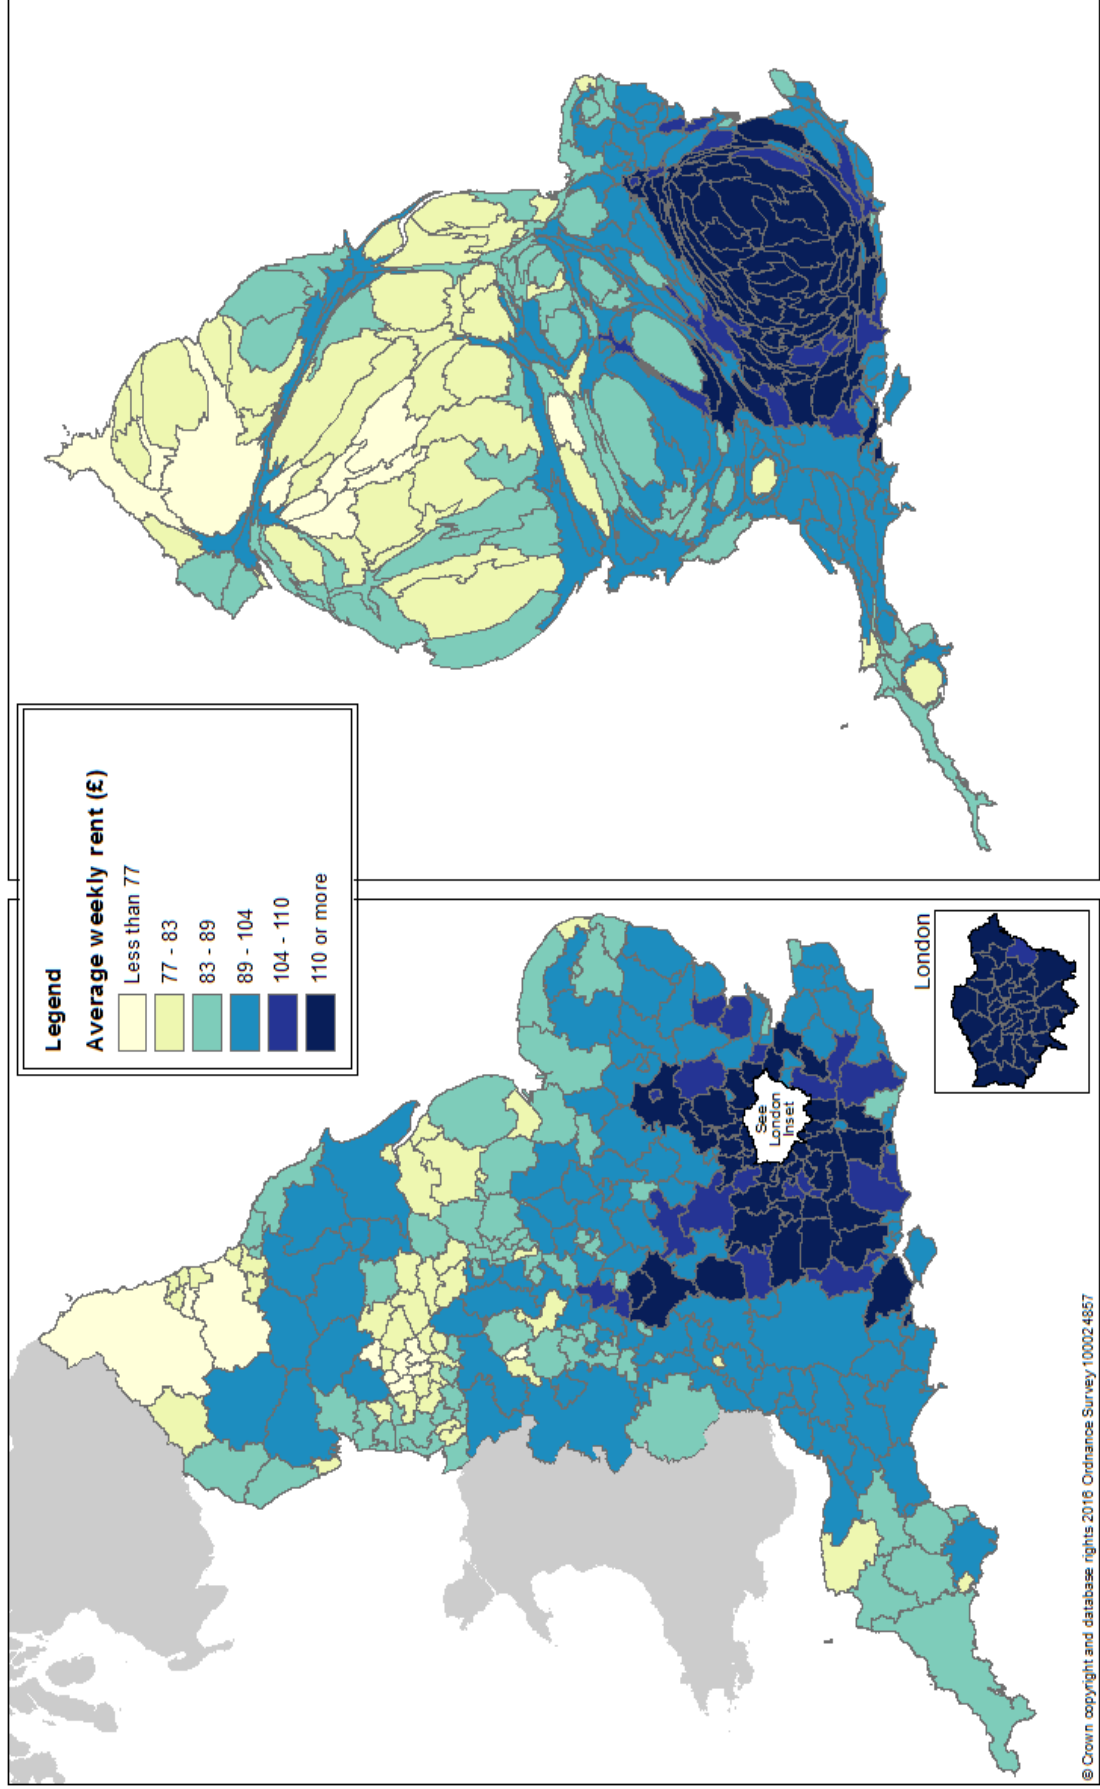 Legend
Average weekly rent (£)
Less than 77
77 - 83
83 - 89
89 - 104
104 - 110
110 or more
See
London
Inset
London
© Crown copyright and database rights 2016 Ordnance Survey 100024857